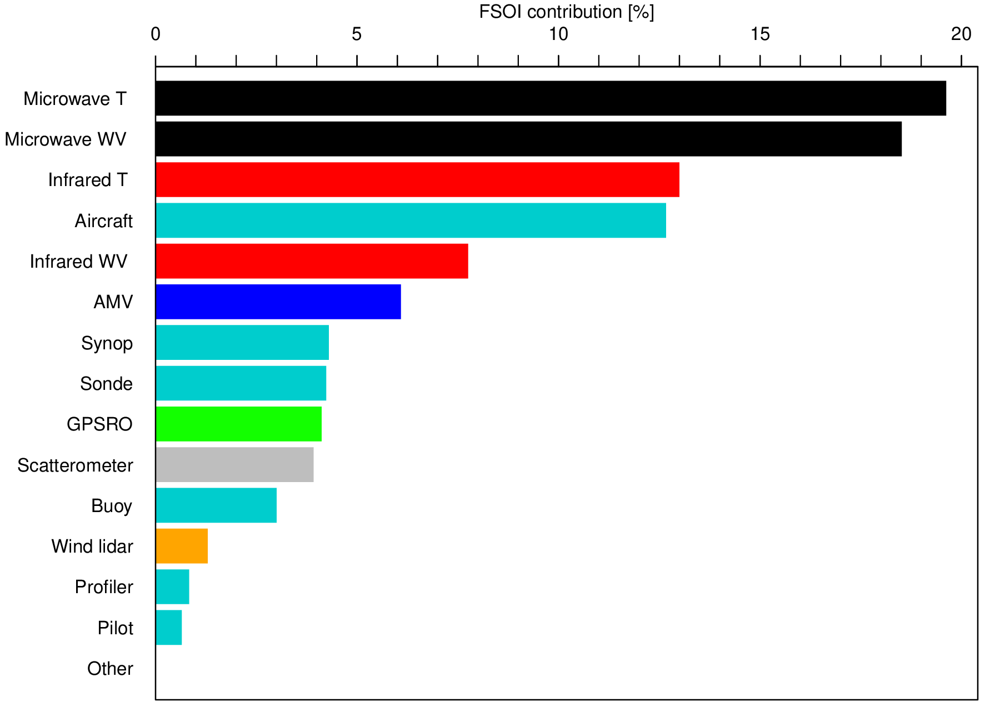 FSOI contribution [%]
0 5 10 15 20
Microwave T
Microwave WV
Infrared T
Aircraft
Infrared WV
AMV
Synop
Sonde
GPSRO
Scatterometer
Buoy
Wind lidar
Profiler
Pilot
Other